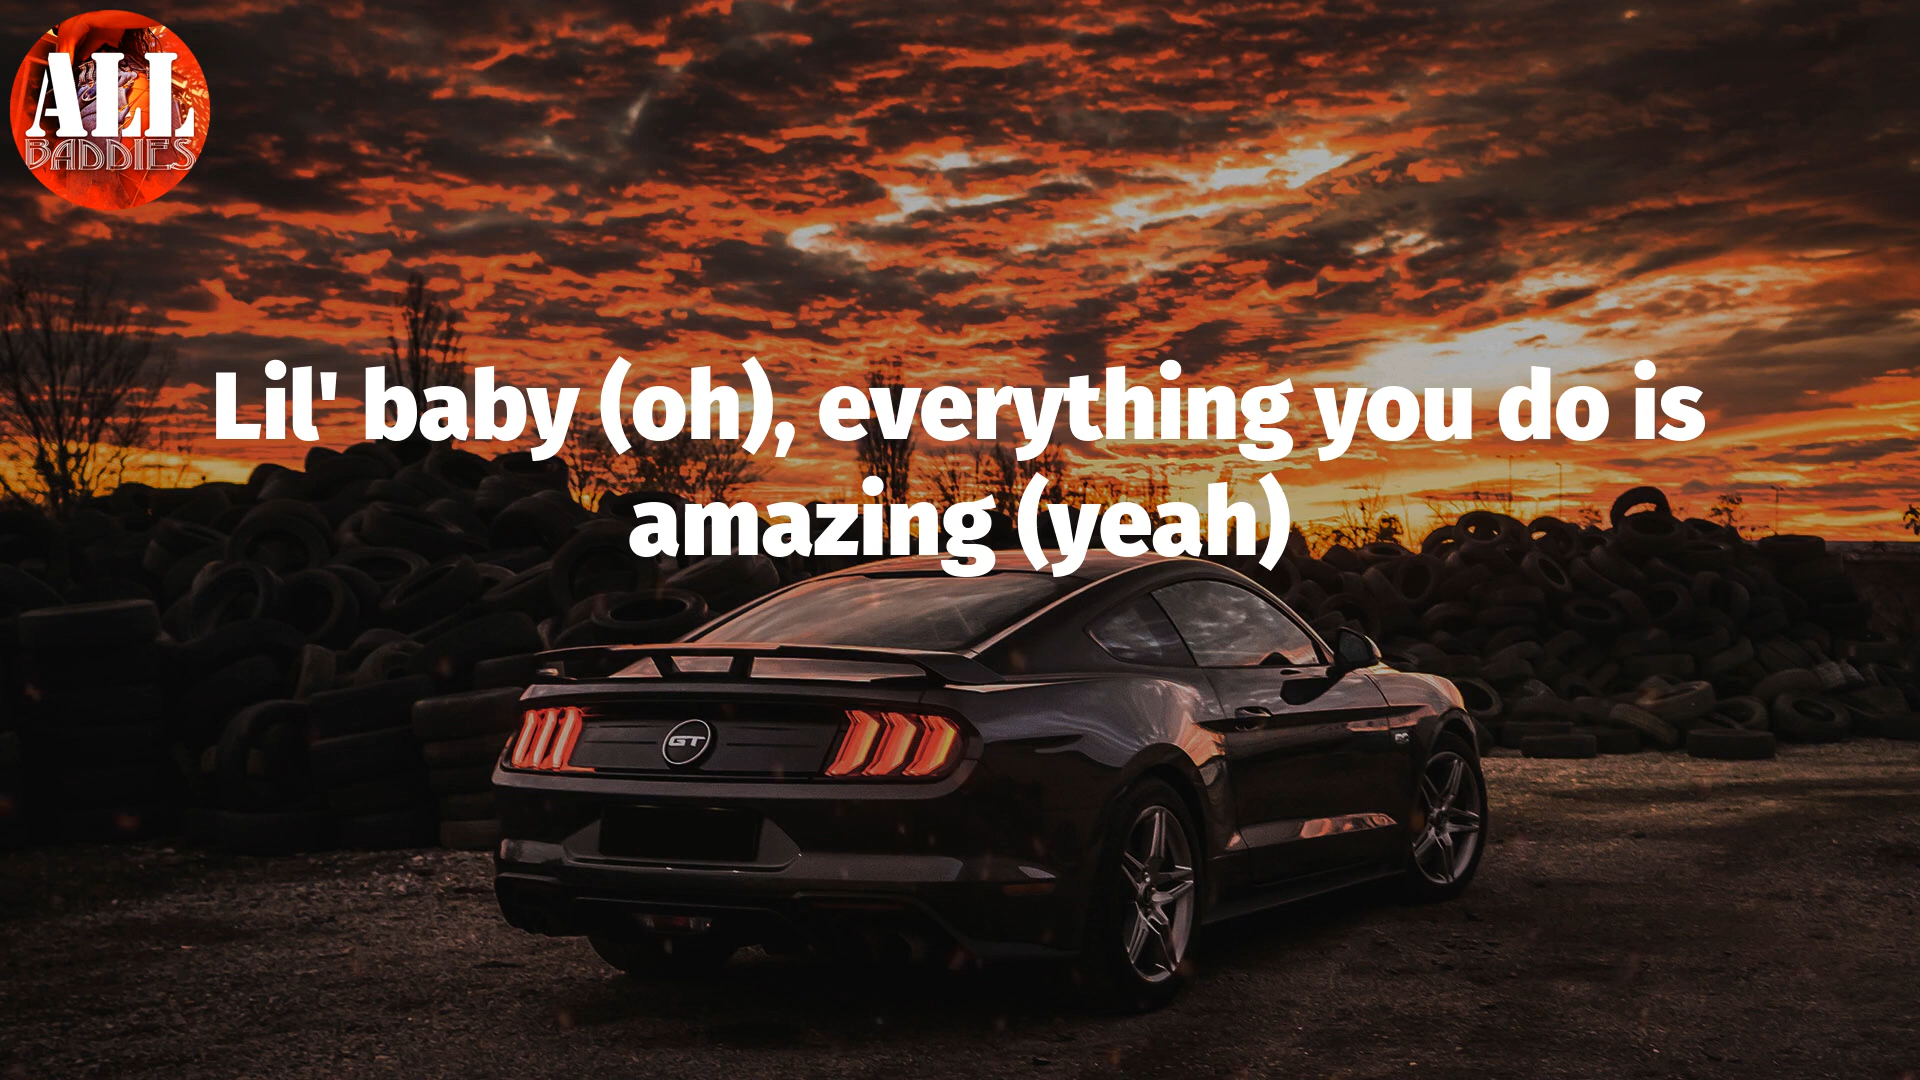 ALL
BADDIES
Lil' baby (oh), everything you do is
amazing (yeah)
GT